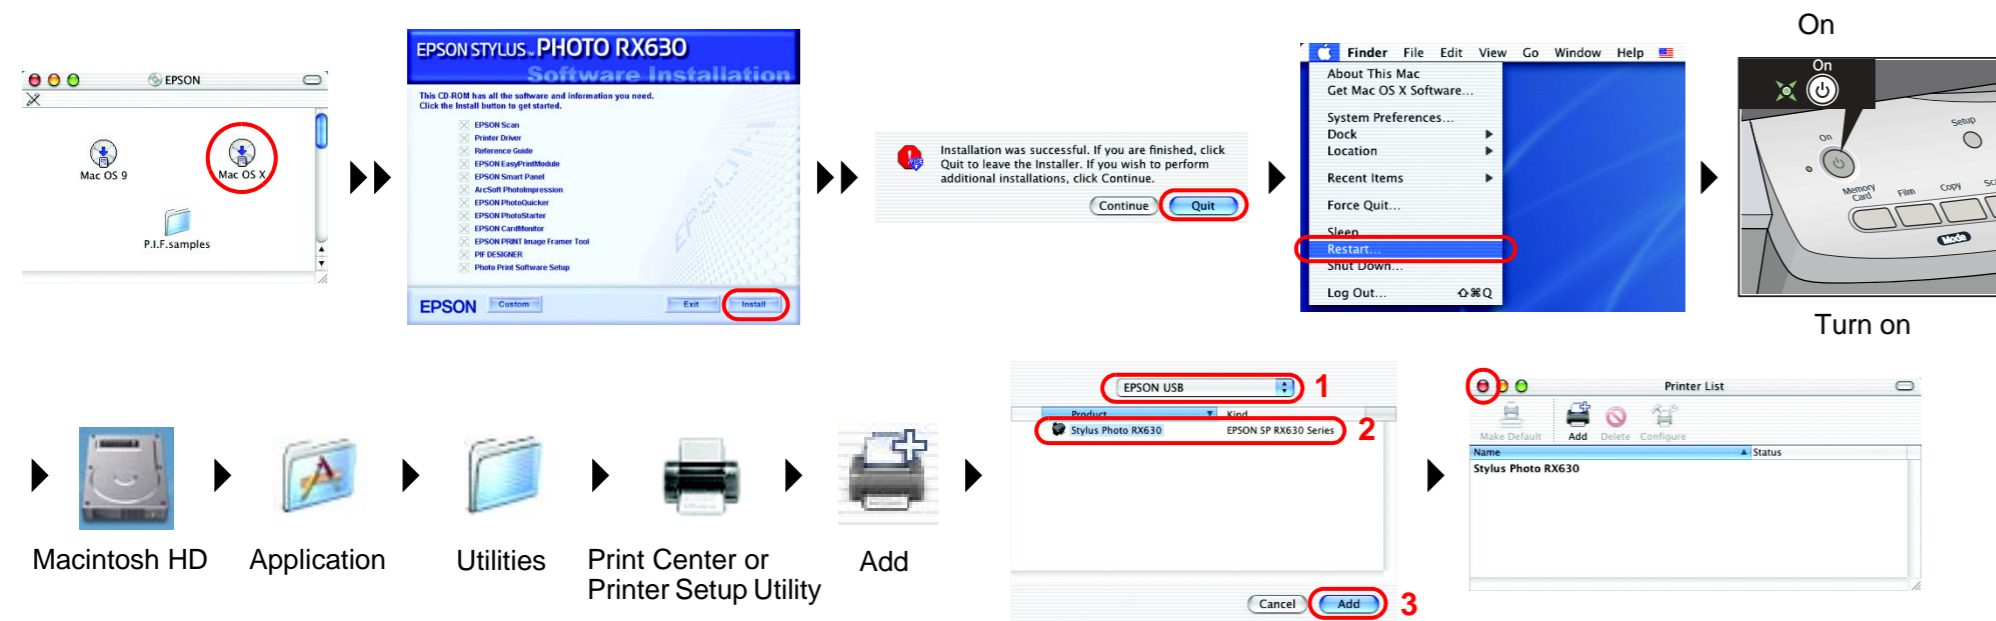 EPSON
Mac OS 9
Mac OS X
P.I.F.samples
EPSON STYLUS™ PHOTO RX630
Software Installation
This CD-ROM has all the software and information you need.
Click the Install button to get started.
EPSON Scan
Printer Driver
Reference Guide
EPSON EasyPrintModule
EPSON Smart Panel
ArcSoft PhotoImpression
EPSON PhotoQuicker
EPSON PhotoStarter
EPSON CardMonitor
EPSON PRINT Image Framer Tool
PIF DESIGNER
Photo Print Software Setup
EPSON
EPSON Custom Exit Install
Installation was successful. If you are finished, click
Quit to leave the Installer. If you wish to perform
additional installations, click Continue.
Continue Quit
Finder File Edit View Go Window Help
About This Mac
Get Mac OS X Software...
System Preferences...
Dock
Location
Recent Items
Force Quit...
Sleep
Restart...
Shut Down...
Log Out... ⇧⌘Q
On
On
On
Setup
Memory
Card
Film
Copy
Mode
Turn on
Macintosh HD
Application
Utilities
Print Center or
Printer Setup Utility
Add
EPSON USB 1
Product Kind
Stylus Photo RX630 EPSON SP RX630 Series 2
Cancel Add 3
Printer List
Make Default Add Delete Configure
Name Status
Stylus Photo RX630